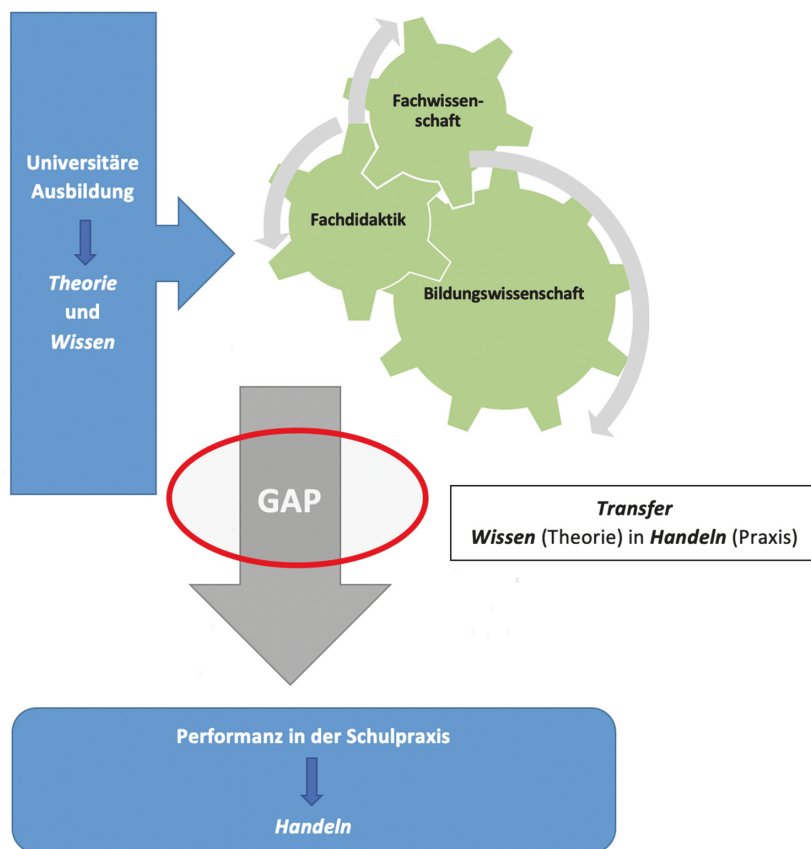 Universitäre
Ausbildung
Theorie
und
Wissen
Fachwissen-
schaft
Fachdidaktik
Bildungswissenschaft
GAP
Transfer
Wissen (Theorie) in Handeln (Praxis)
Performanz in der Schulpraxis
Handeln